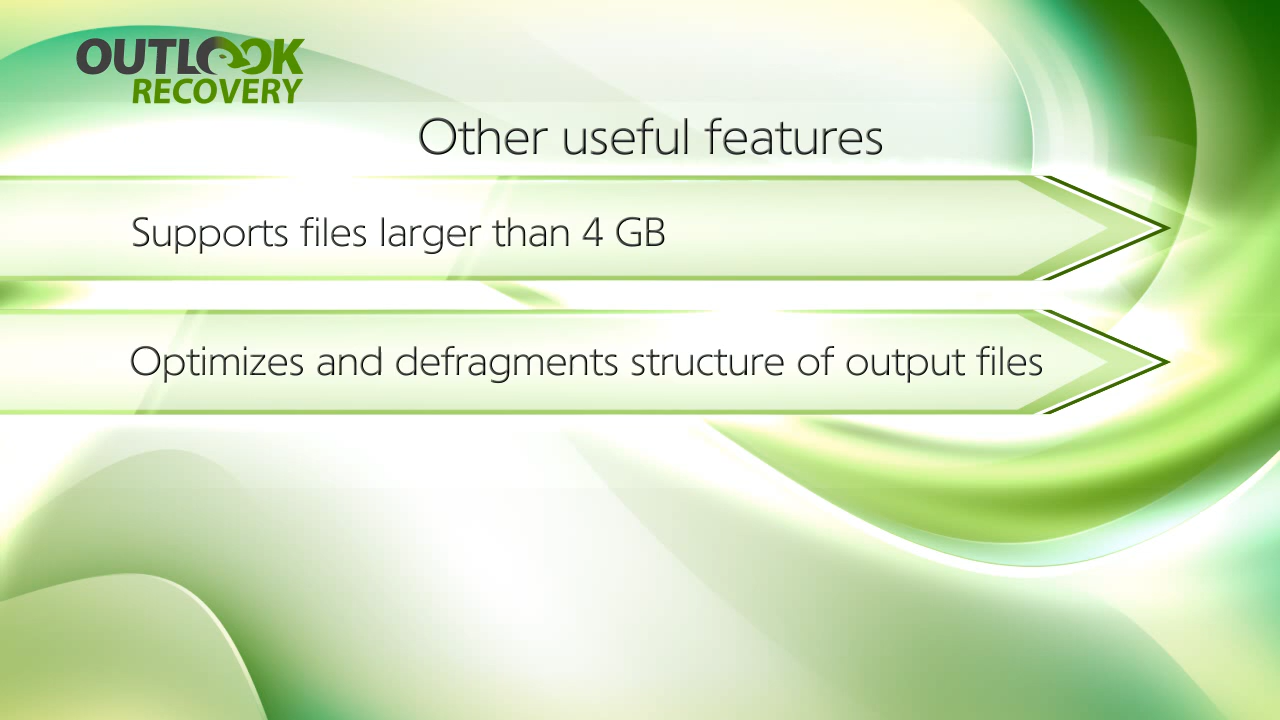 OUTLOOK
RECOVERY
Other useful features
Supports files larger than 4 GB
Optimizes and defragments structure of output files